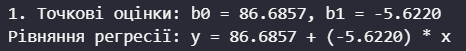 1. Точкові оцінки: b0 = 86.6857, b1 = -5.6220
Рівняння регресії: y = 86.6857 + (-5.6220) * x